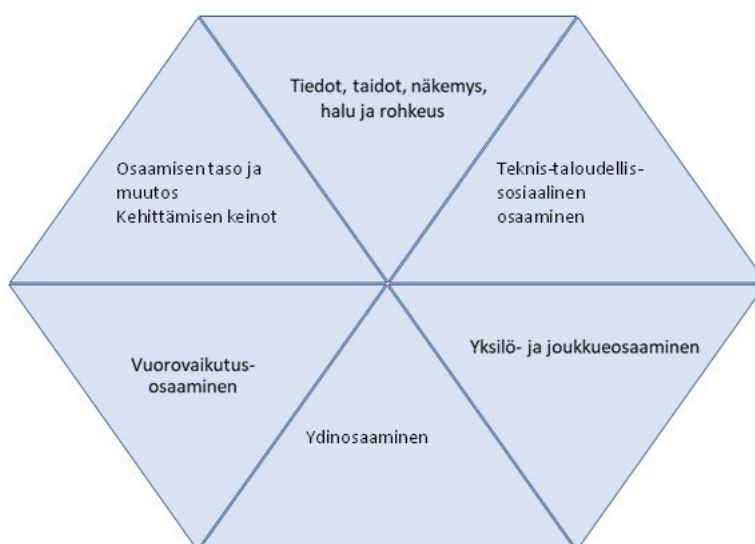 Tiedot, taidot, näkemys,
halu ja rohkeus
Osaamisen taso ja
muutos
Kehittämisen keinot
Teknis-taloudellis-
sosiaalinen
osaaminen
Vuorovaikutus-
osaaminen
Yksilö- ja joukkueosaaminen
Ydinosaaminen